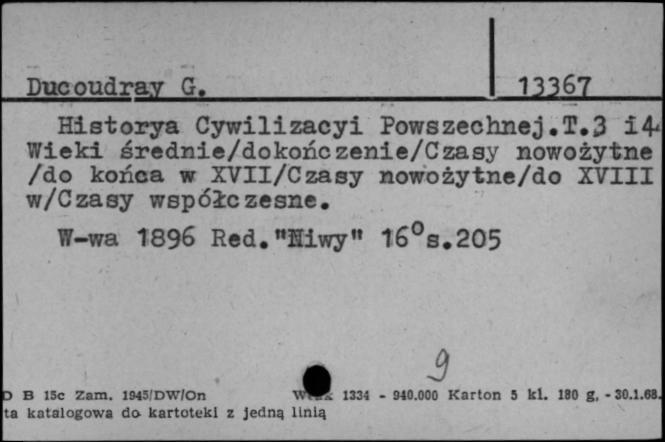 Ducoudray G.
13367
Historya Cywilizacyi Powszechnej.T.3 i4
Wieki średnie/dokończenie/Czasy nowożytne
/do końca w XVII/Czasy nowożytne/do XVIII
w/Czasy współczesne.
W-wa 1896 Red."Niwy" 16° s.205
9
D B 15c Zam. 1945/DW/On 1334 - 940.000 Karton 5 kl. 180 g, - 30.1.68.
ta katalogowa do kartoteki z jedną linią